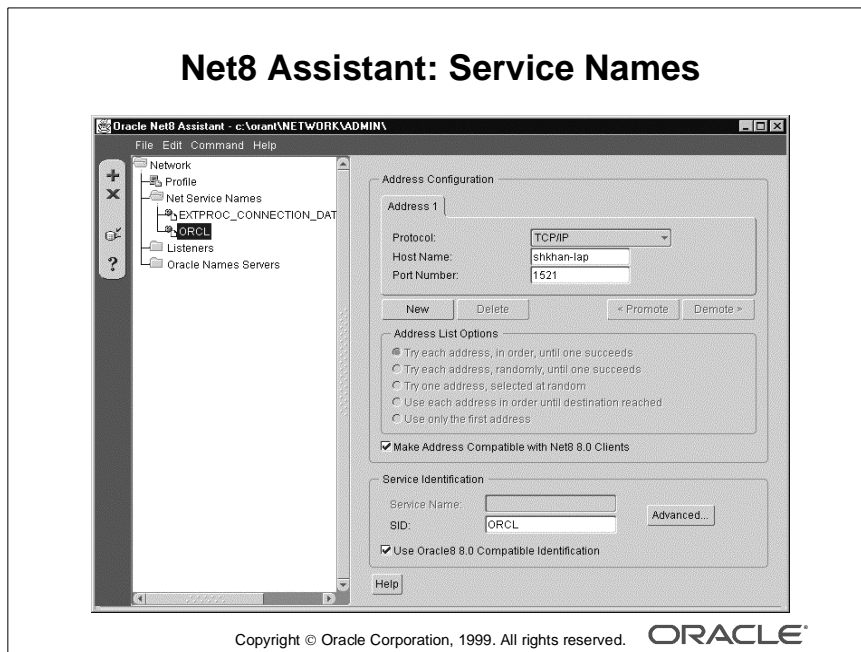 Net8 Assistant: Service Names
Oracle Net8 Assistant - c:\orant\NETWORK\ADMIN\
File Edit Command Help
Network
Profile
Net Service Names
EXTPROC_CONNECTION_DAT
ORCL
Listeners
Oracle Names Servers
Address Configuration
Address 1
Protocol: TCP/IP
Host Name: shkhan-lap
Port Number: 1521
New Delete < Promote Demote >
Address List Options
Try each address, in order, until one succeeds
Try each address, randomly, until one succeeds
Try one address, selected at random
Use each address in order until destination reached
Use only the first address
Make Address Compatible with Net8 8.0 Clients
Service Identification
Service Name:
SID: ORCL
Advanced...
Use Oracle8 8.0 Compatible Identification
Help
Copyright © Oracle Corporation, 1999. All rights reserved. ORACLE®